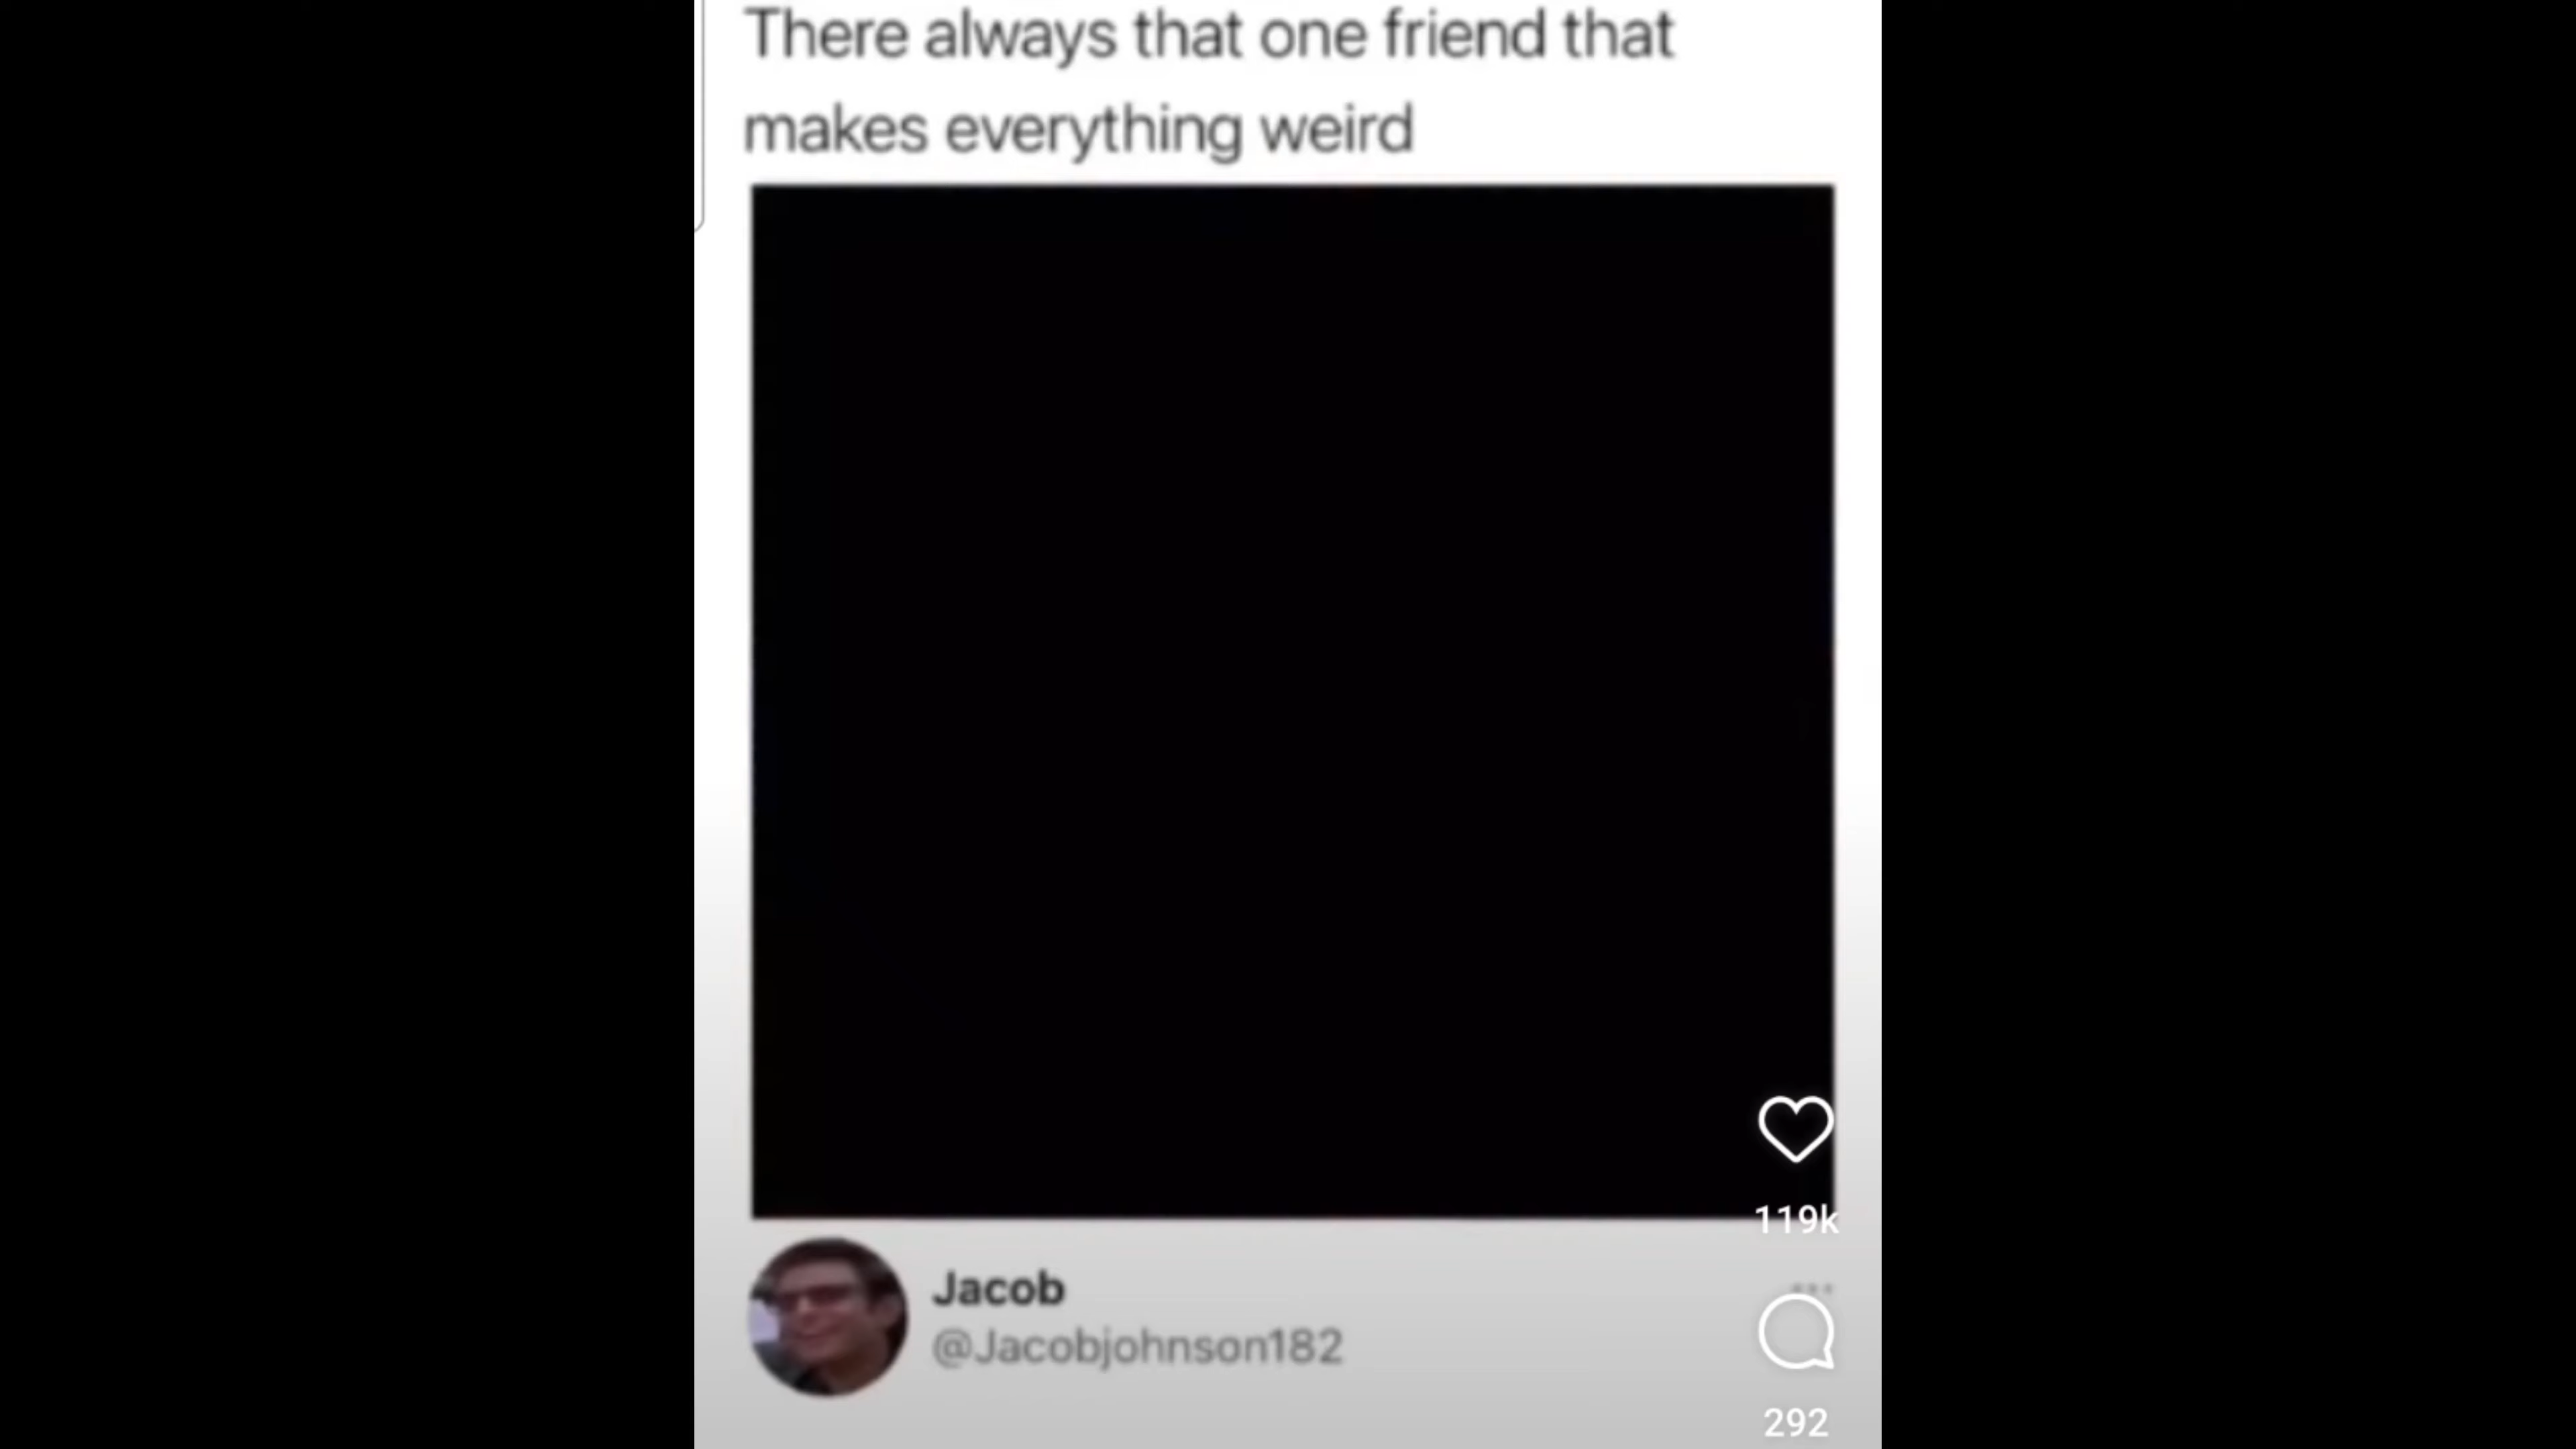 There always that one friend that
makes everything weird
119k
Jacob
@Jacobjohnson182
292